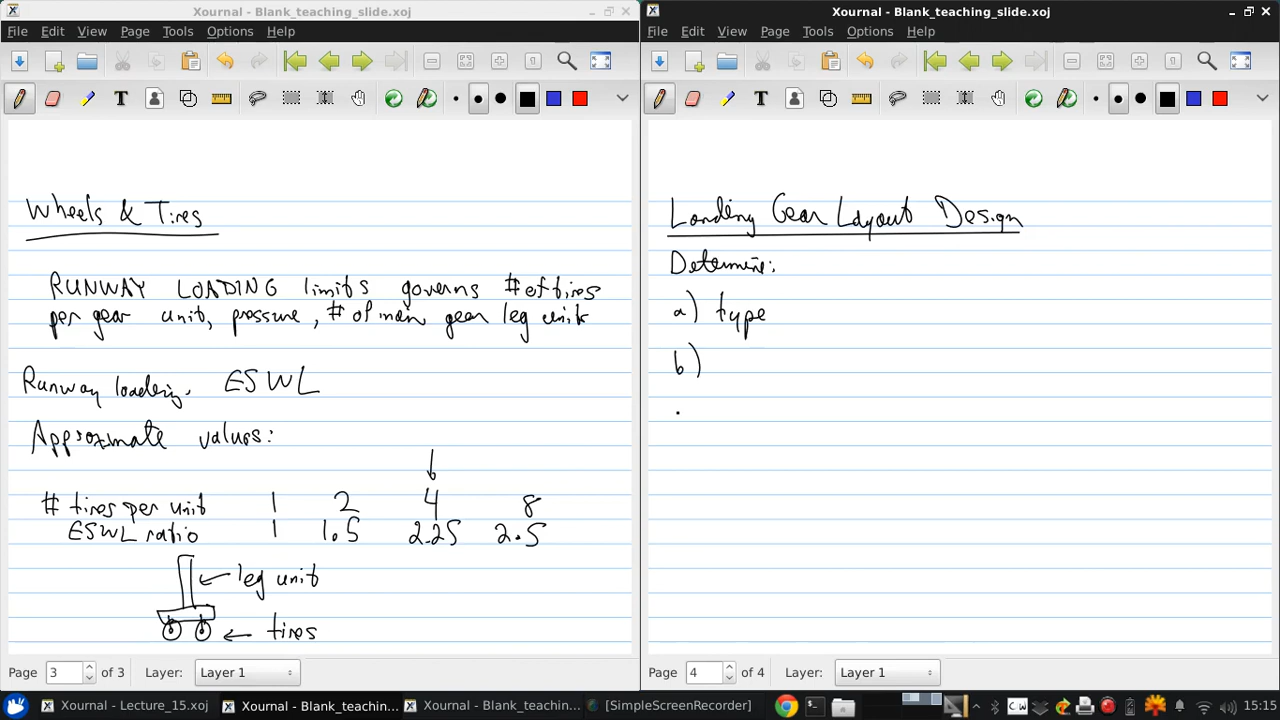 Xournal - Blank_teaching_slide.xoj
File Edit View Page Tools Options Help
Wheels & Tires
RUNWAY LOADING limits governs # of tires
per gear unit, pressure, # of main gear leg units
Runway loading. ESWL
Approximate values:
# tires per unit 1 2 4 8
ESWL ratio 1 1.5 2.25 2.5
leg unit
tires
Page 3 of 3 Layer: Layer 1
Xournal - Blank_teaching_slide.xoj
File Edit View Page Tools Options Help
Landing Gear Layout Design
Determine:
a) type
b)
Page 4 of 4 Layer: Layer 1
Xournal - Lecture_15.xoj Xournal - Blank_teachin... Xournal - Blank_teaching... [SimpleScreenRecorder] CW 15:15